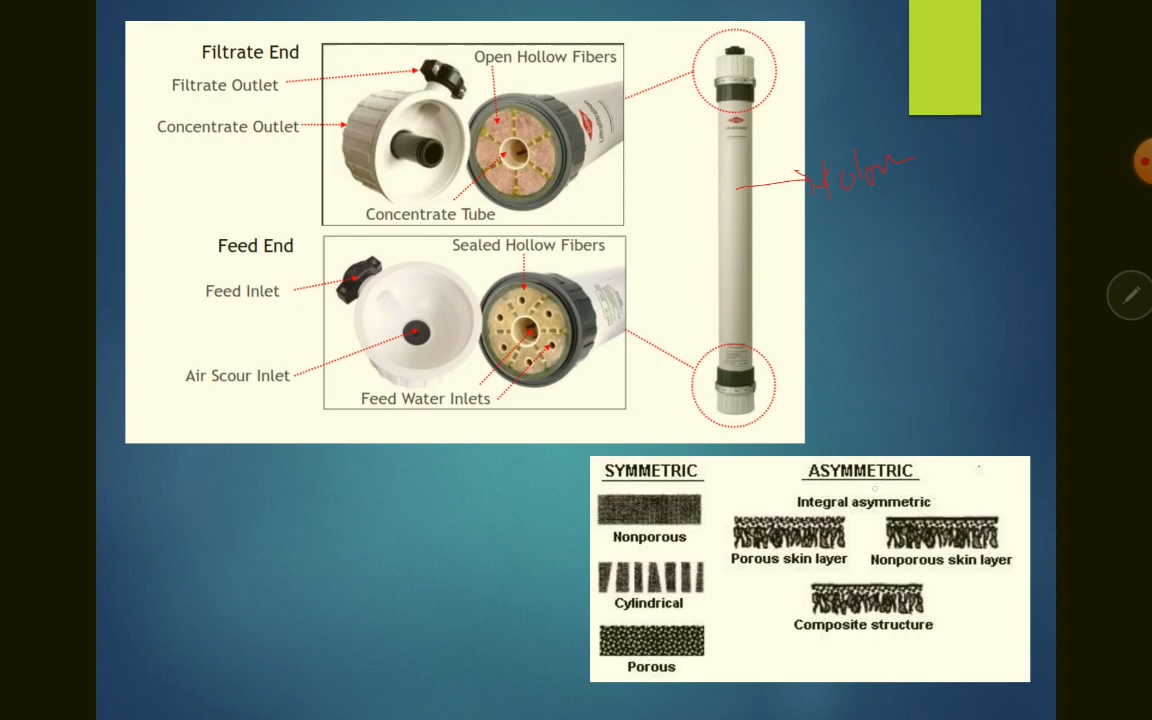 Filtrate End
Filtrate Outlet
Concentrate Outlet
Open Hollow Fibers
Concentrate Tube
Feed End
Feed Inlet
Air Scour Inlet
Sealed Hollow Fibers
Feed Water Inlets
SYMMETRIC
Nonporous
Cylindrical
Porous
ASYMMETRIC
Integral asymmetric
Porous skin layer
Nonporous skin layer
Composite structure